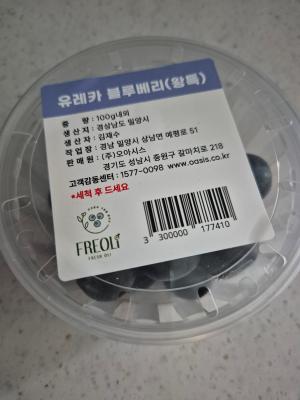 유레카 블루베리(왕특)
중 량 : 100g내외
생 산 지 : 경상남도 밀양시
생 산 자 : 김재수
작 업 장 : 경남 밀양시 상남면 예림로 51
판 매 원 : (주)오아시스
경기도 성남시 중원구 갈마치로 218
고객감동센터 : 1577-0098 www.oasis.co.kr
*세척 후 드세요
FREOLI
FRESH OLI
3 300000 177410